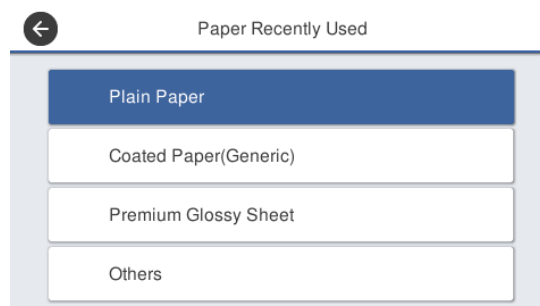 Paper Recently Used
Plain Paper
Coated Paper(Generic)
Premium Glossy Sheet
Others